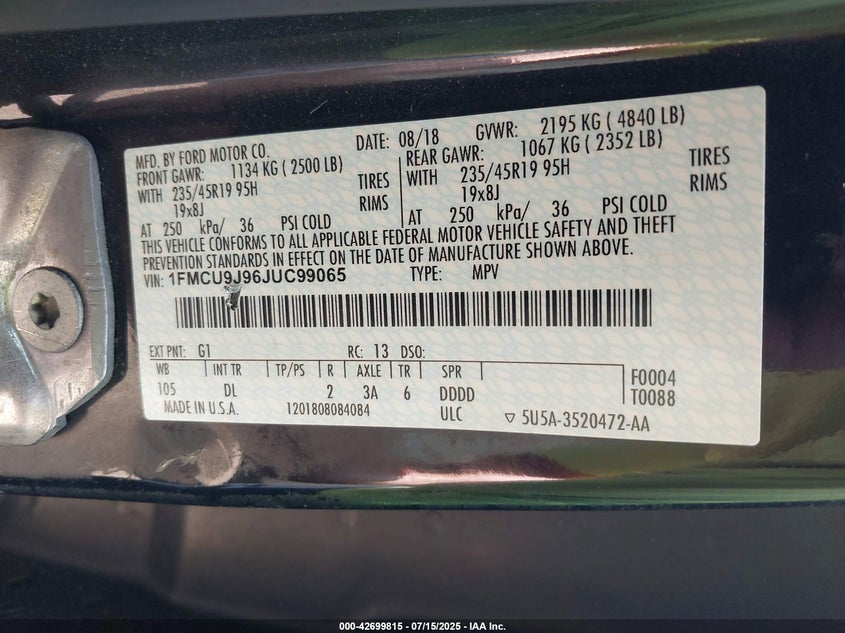 MFD. BY FORD MOTOR CO. DATE: 08/18 GVWR: 2195 KG ( 4840 LB)
FRONT GAWR: 1134 KG ( 2500 LB) REAR GAWR: 1067 KG ( 2352 LB)
WITH 235/45R19 95H TIRES WITH 235/45R19 95H TIRES
19x8J RIMS 19x8J RIMS
AT 250 kPa/ 36 PSI COLD AT 250 kPa/ 36 PSI COLD
THIS VEHICLE CONFORMS TO ALL APPLICABLE FEDERAL MOTOR VEHICLE SAFETY AND THEFT
PREVENTION STANDARDS IN EFFECT ON THE DATE OF MANUFACTURE SHOWN ABOVE.
VIN: 1FMCU9J96JUC99065 TYPE: MPV
EXT PNT: G1 RC: 13 DSO:
WB INT TR TP/PS R AXLE TR SPR
105 DL 2 3A 6 DDDD
F0004
T0088
MADE IN U.S.A. 1201808084084 ULC ▽ 5U5A-3520472-AA
000-42699815 / 07/15/2025 - IAA Inc.